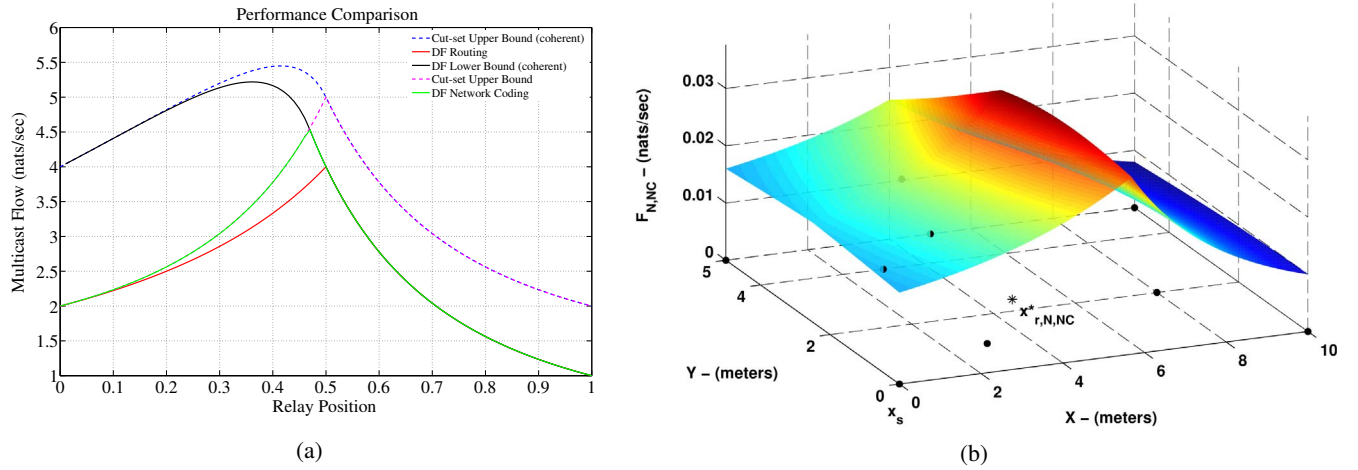 Performance Comparison
6
5.5
5
4.5
4
3.5
3
2.5
2
1.5
1
Multicast Flow (nats/sec)
Cut-set Upper Bound (coherent)
DF Routing
DF Lower Bound (coherent)
Cut-set Upper Bound
DF Network Coding
0 0.1 0.2 0.3 0.4 0.5 0.6 0.7 0.8 0.9 1
Relay Position
(a)
F_{N,NC} – (nats/sec)
0.03
0.02
0.01
0
5
4
2
0
Y – (meters)
x_s
0
2
4
6
8
10
X – (meters)
x*_{r,N,NC}
(b)